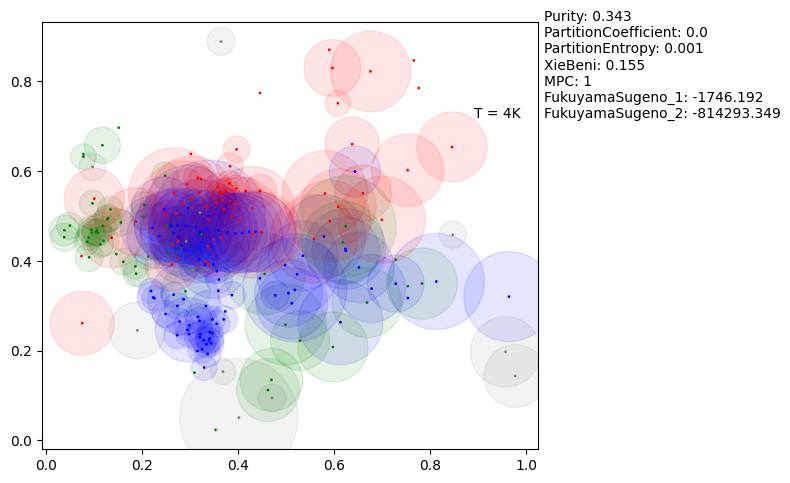 Purity: 0.343
PartitionCoefficient: 0.0
PartitionEntropy: 0.001
XieBeni: 0.155
MPC: 1
FukuyamaSugeno_1: -1746.192
FukuyamaSugeno_2: -814293.349
T = 4K
0.8
0.6
0.4
0.2
0.0
0.0 0.2 0.4 0.6 0.8 1.0